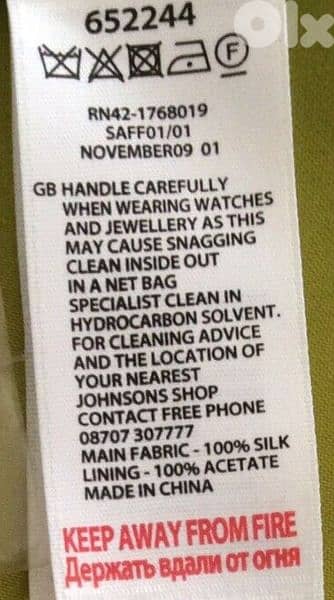 652244
olx
F
RN42-1768019
SAFF01/01
NOVEMBER09 01
GB HANDLE CAREFULLY
WHEN WEARING WATCHES
AND JEWELLERY AS THIS
MAY CAUSE SNAGGING
CLEAN INSIDE OUT
IN A NET BAG
SPECIALIST CLEAN IN
HYDROCARBON SOLVENT.
FOR CLEANING ADVICE
AND THE LOCATION OF
YOUR NEAREST
JOHNSONS SHOP
CONTACT FREE PHONE
08707 307777
MAIN FABRIC - 100% SILK
LINING - 100% ACETATE
MADE IN CHINA
KEEP AWAY FROM FIRE
Держать вдали от огня